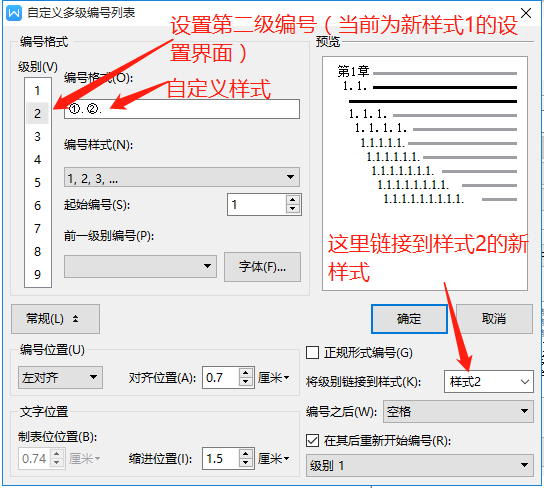 自定义多级编号列表
设置第二级编号（当前为新样式1的设
置界面）
编号格式
级别(V)
1
2
3
4
5
6
7
8
9
编号格式(O):
①.②.
自定义样式
编号样式(N):
1, 2, 3, ...
起始编号(S):
1
前一级别编号(P):
字体(F)...
预览
第1章
1.1.
1.1.1.
1.1.1.1.
1.1.1.1.1.
1.1.1.1.1.1.
1.1.1.1.1.1.1.
1.1.1.1.1.1.1.1.
1.1.1.1.1.1.1.1.1.
这里链接到样式2的新
样式
常规(L)
确定
取消
编号位置(U)
左对齐
对齐位置(A):
0.7
厘米
文字位置
制表位位置(B):
0.74
厘米
缩进位置(I):
1.5
厘米
正规形式编号(G)
将级别链接到样式(K):
样式2
编号之后(W):
空格
在其后重新开始编号(R):
级别 1